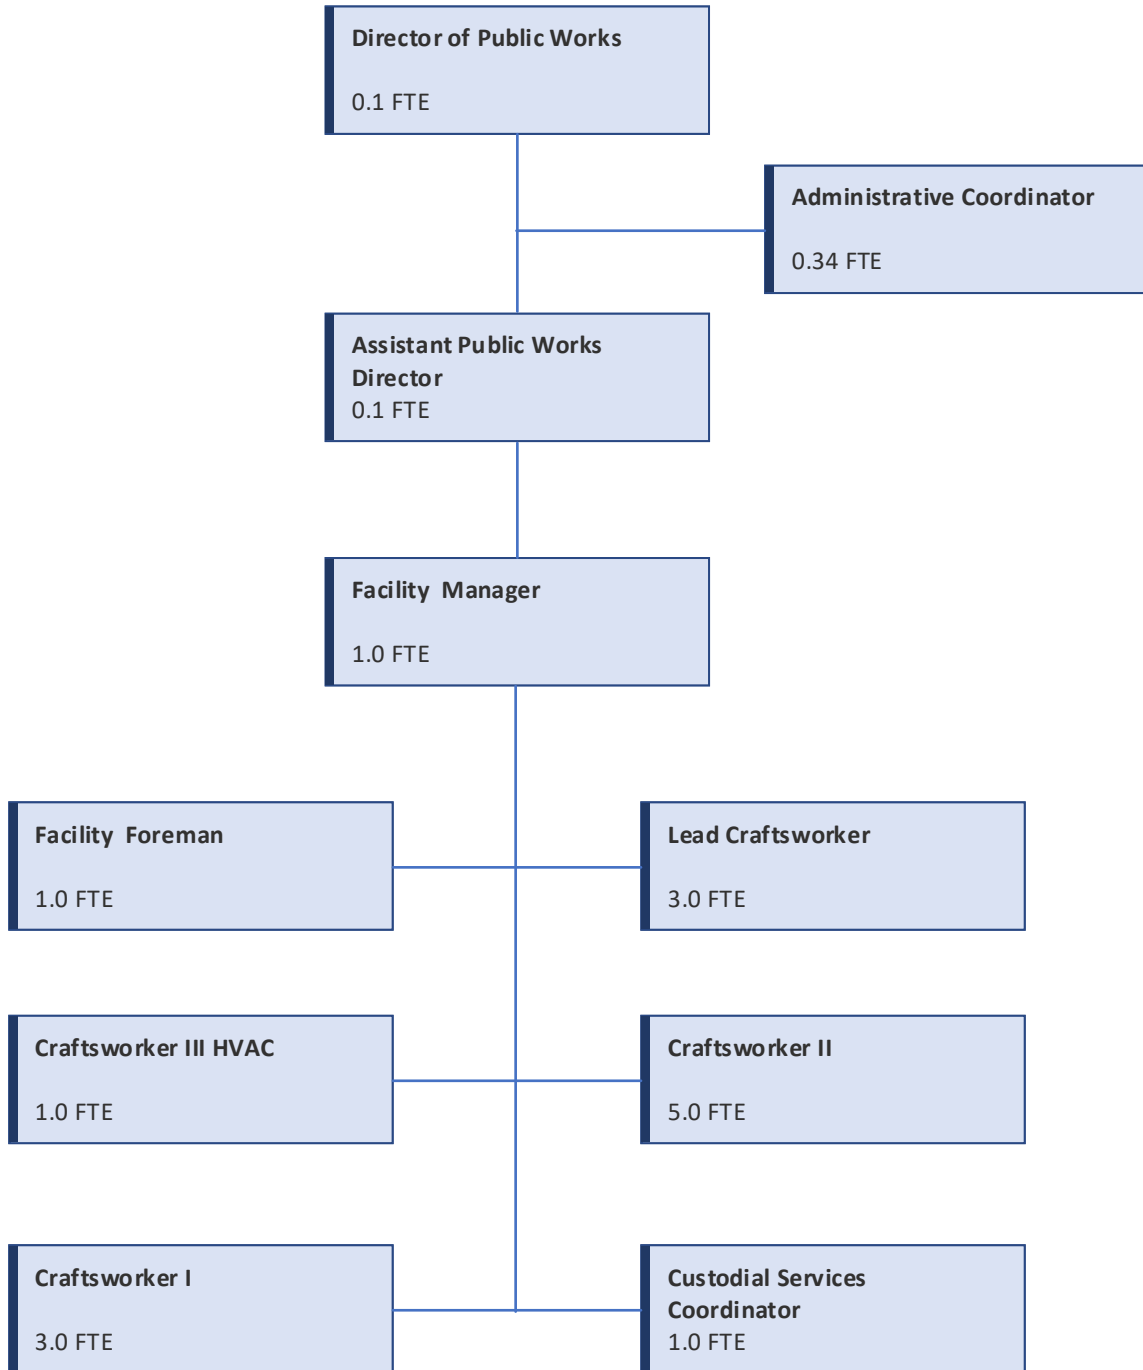 Director of Public Works
0.1 FTE
Administrative Coordinator
0.34 FTE
Assistant Public Works
Director
0.1 FTE
Facility Manager
1.0 FTE
Facility Foreman
1.0 FTE
Lead Craftsworker
3.0 FTE
Craftsworker III HVAC
1.0 FTE
Craftsworker II
5.0 FTE
Craftsworker I
3.0 FTE
Custodial Services
Coordinator
1.0 FTE